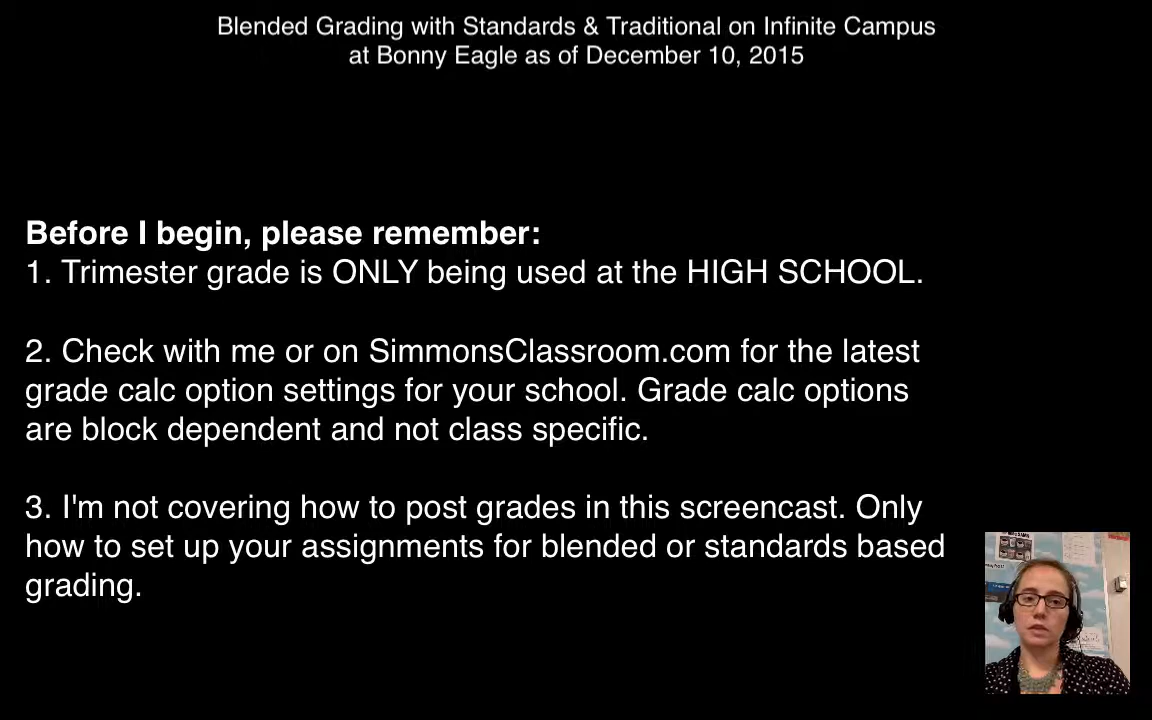 Blended Grading with Standards & Traditional on Infinite Campus
at Bonny Eagle as of December 10, 2015
Before I begin, please remember:
1. Trimester grade is ONLY being used at the HIGH SCHOOL.
2. Check with me or on SimmonsClassroom.com for the latest
grade calc option settings for your school. Grade calc options
are block dependent and not class specific.
3. I'm not covering how to post grades in this screencast. Only
how to set up your assignments for blended or standards based
grading.